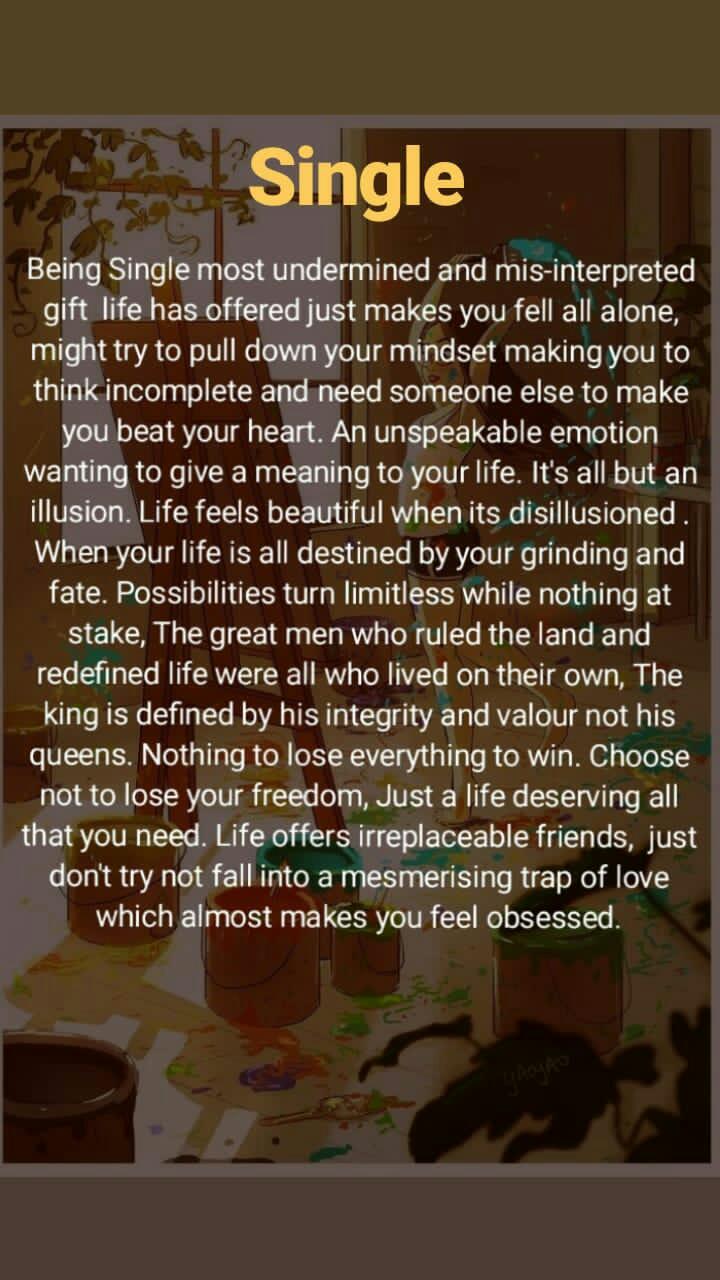 Single
Being Single most undermined and mis-interpreted
gift  life has offered just makes you fell all alone,
might try to pull down your mindset making you to
think incomplete and need someone else to make
you beat your heart. An unspeakable emotion
wanting to give a meaning to your life. It's all but an
illusion. Life feels beautiful when its disillusioned .
When your life is all destined by your grinding and
fate. Possibilities turn limitless while nothing at
stake, The great men who ruled the land and
redefined life were all who lived on their own, The
king is defined by his integrity and valour not his
queens. Nothing to lose everything to win. Choose
not to lose your freedom, Just a life deserving all
that you need. Life offers irreplaceable friends,  just
don't try not fall into a mesmerising trap of love
which almost makes you feel obsessed.
YAOYAO